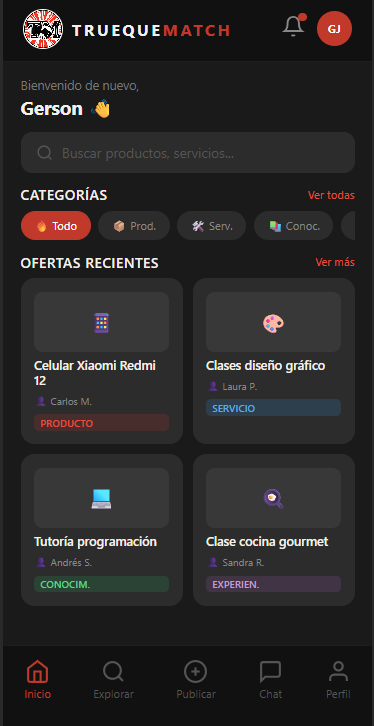 TRUEQUEMATCH
GJ
Bienvenido de nuevo,
Gerson
Buscar productos, servicios...
CATEGORÍAS
Ver todas
Todo
Prod.
Serv.
Conoc.
OFERTAS RECIENTES
Ver más
Celular Xiaomi Redmi
12
Carlos M.
PRODUCTO
Clases diseño gráfico
Laura P.
SERVICIO
Tutoría programación
Andrés S.
CONOCIM.
Clase cocina gourmet
Sandra R.
EXPERIEN.
Inicio
Explorar
Publicar
Chat
Perfil